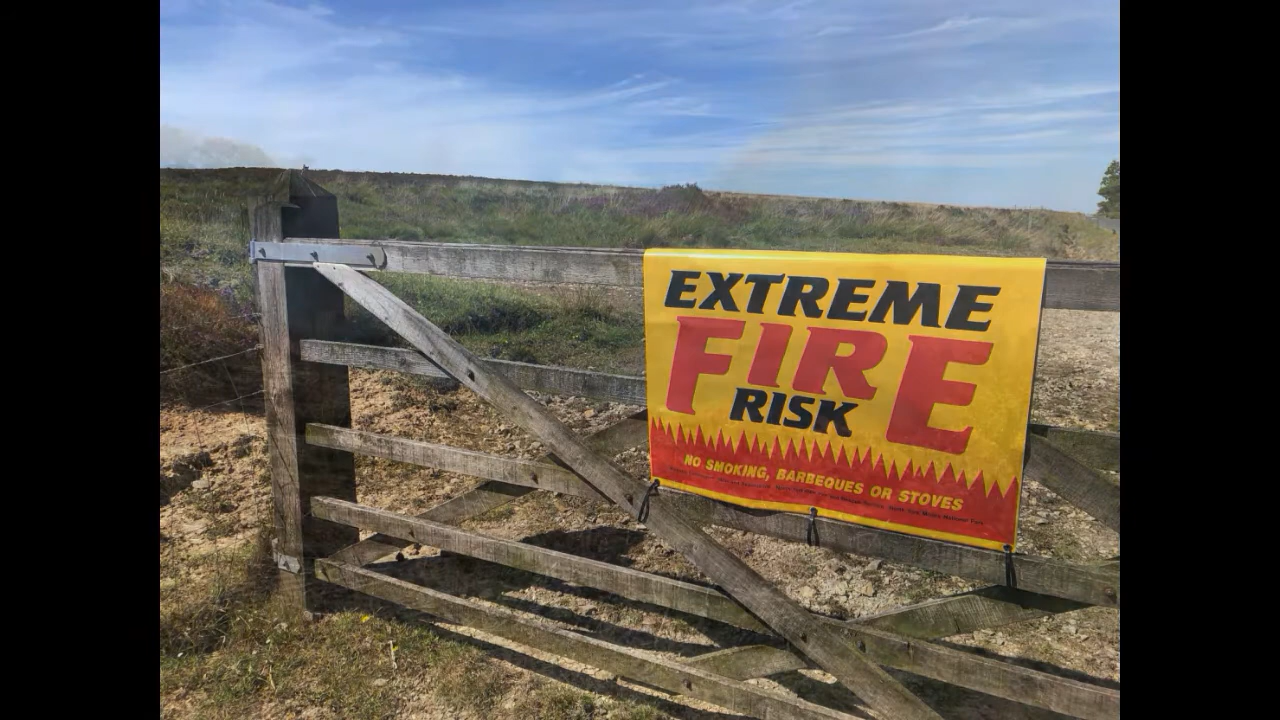 EXTREME
FIRE
RISK
NO SMOKING, BARBEQUES OR STOVES